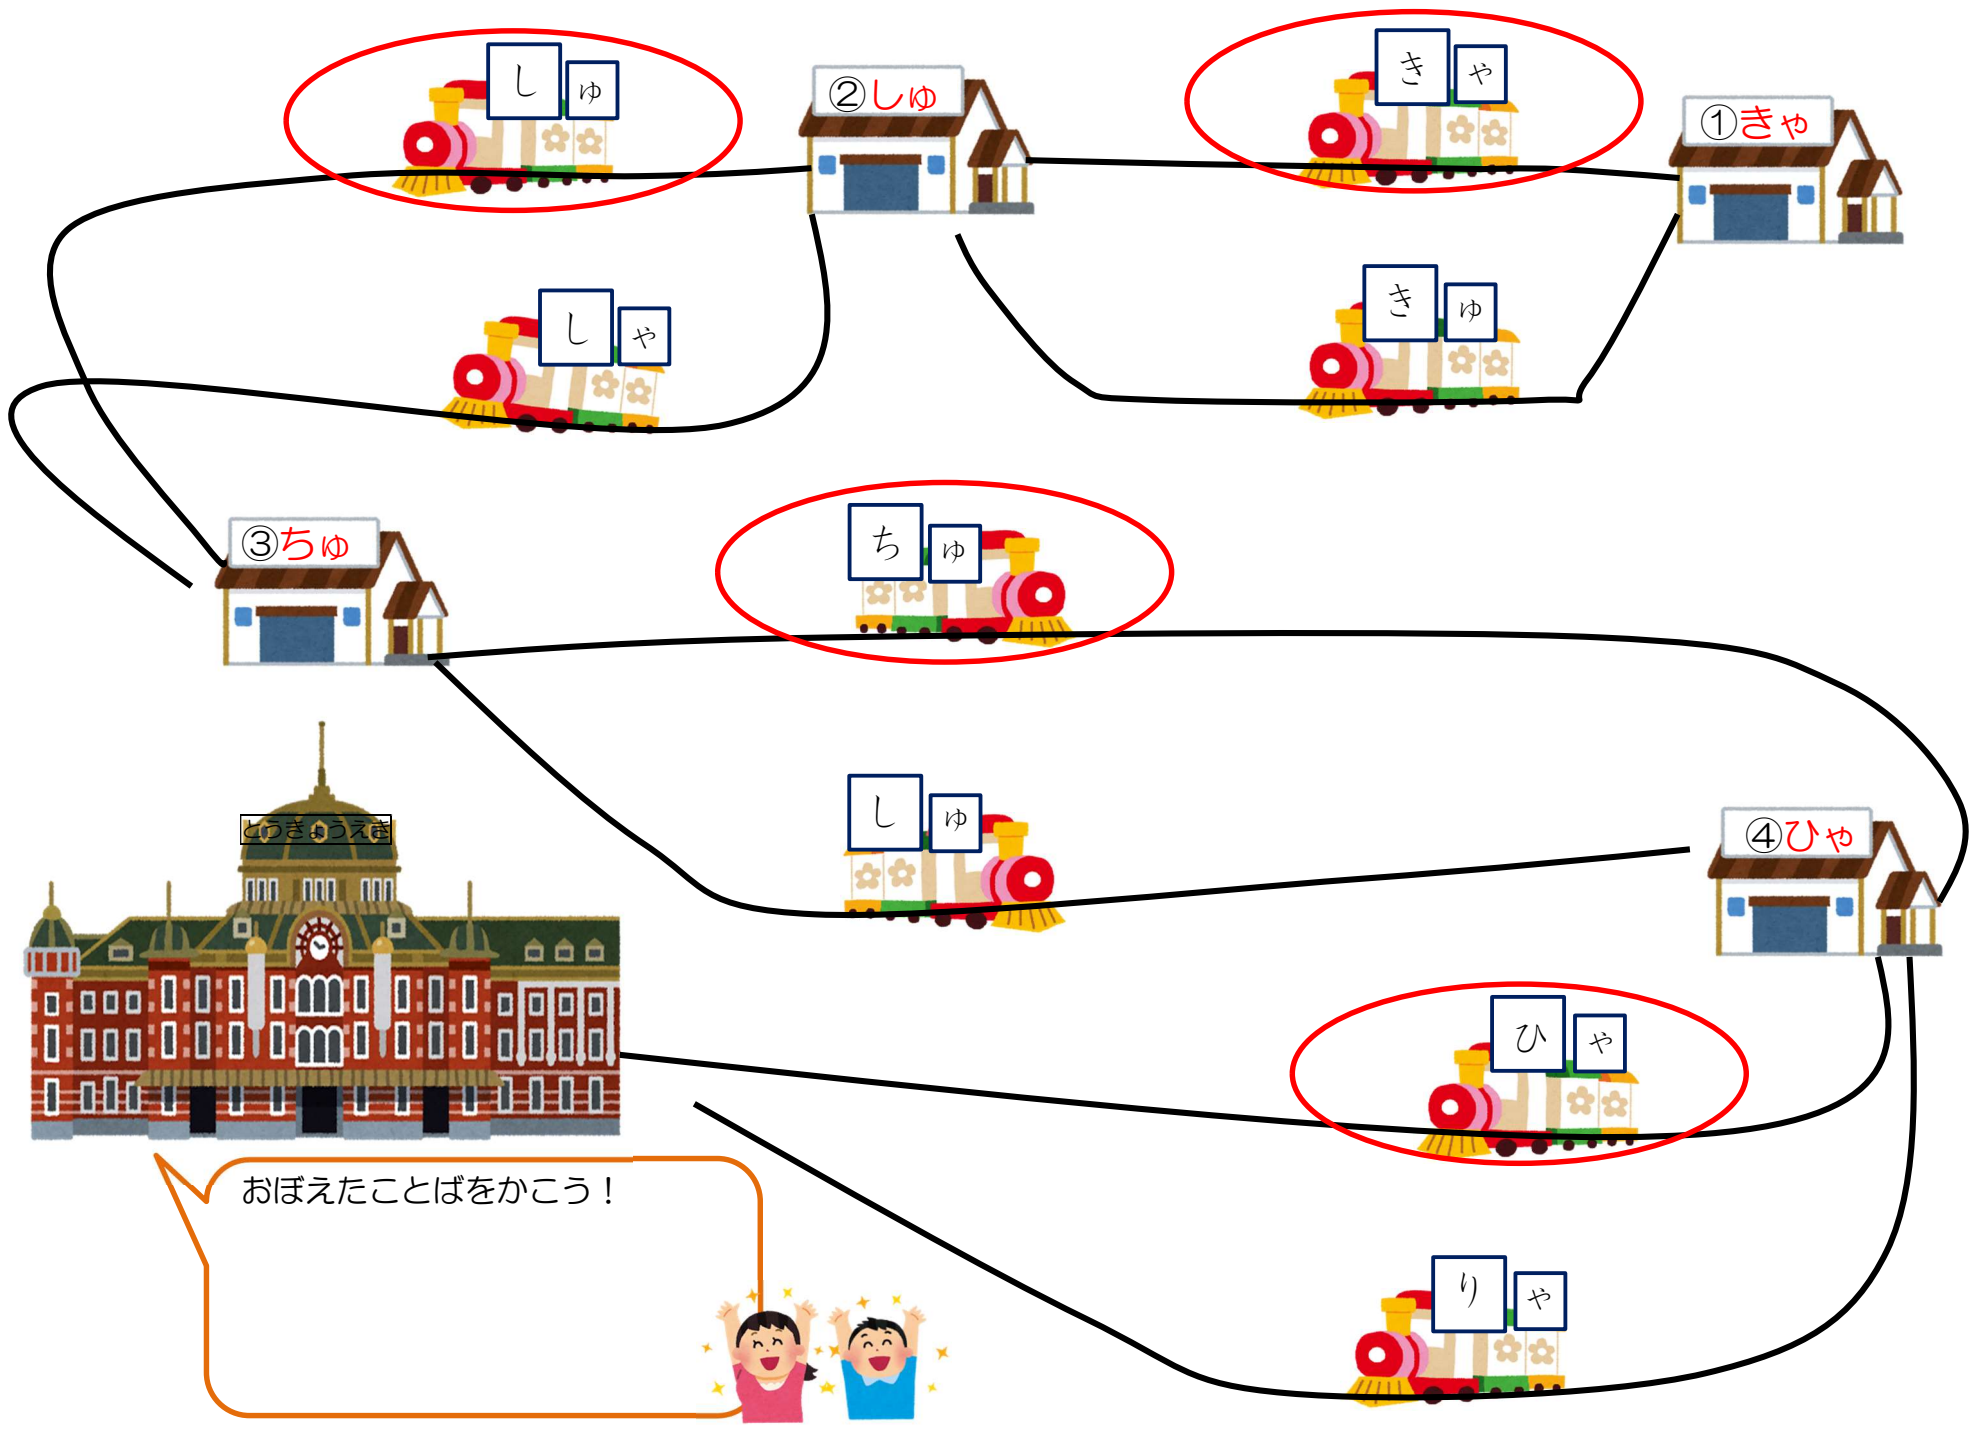 しゅ
②しゅ
きゃ
①きゃ
しゃ
きゅ
③ちゅ
ちゅ
しゅ
④ひゃ
とうきょうえき
ひゃ
おぼえたことばをかこう！
りゃ